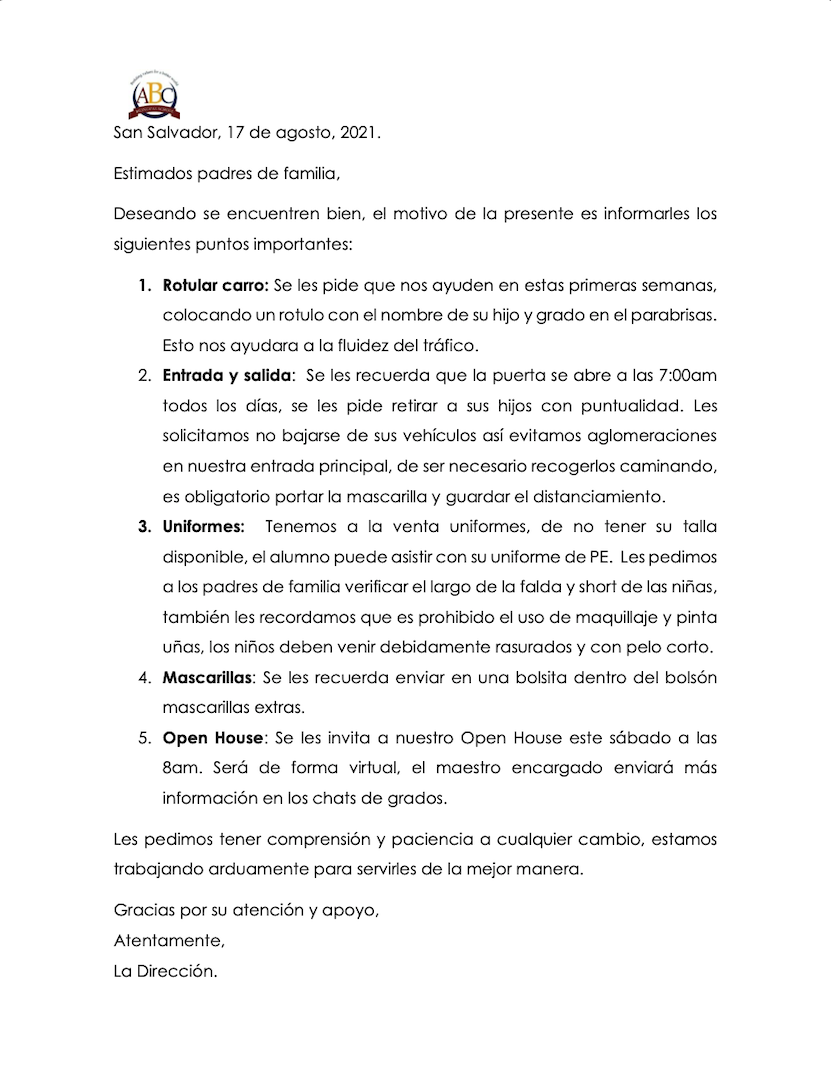 ABC
San Salvador, 17 de agosto, 2021.
Estimados padres de familia,
Deseando se encuentren bien, el motivo de la presente es informarles los
siguientes puntos importantes:
1. Rotular carro: Se les pide que nos ayuden en estas primeras semanas,
colocando un rotulo con el nombre de su hijo y grado en el parabrisas.
Esto nos ayudara a la fluidez del tráfico.
2. Entrada y salida: Se les recuerda que la puerta se abre a las 7:00am
todos los días, se les pide retirar a sus hijos con puntualidad. Les
solicitamos no bajarse de sus vehículos así evitamos aglomeraciones
en nuestra entrada principal, de ser necesario recogerlos caminando,
es obligatorio portar la mascarilla y guardar el distanciamiento.
3. Uniformes: Tenemos a la venta uniformes, de no tener su talla
disponible, el alumno puede asistir con su uniforme de PE. Les pedimos
a los padres de familia verificar el largo de la falda y short de las niñas,
también les recordamos que es prohibido el uso de maquillaje y pinta
uñas, los niños deben venir debidamente rasurados y con pelo corto.
4. Mascarillas: Se les recuerda enviar en una bolsita dentro del bolsón
mascarillas extras.
5. Open House: Se les invita a nuestro Open House este sábado a las
8am. Será de forma virtual, el maestro encargado enviará más
información en los chats de grados.
Les pedimos tener comprensión y paciencia a cualquier cambio, estamos
trabajando arduamente para servirles de la mejor manera.
Gracias por su atención y apoyo,
Atentamente,
La Dirección.